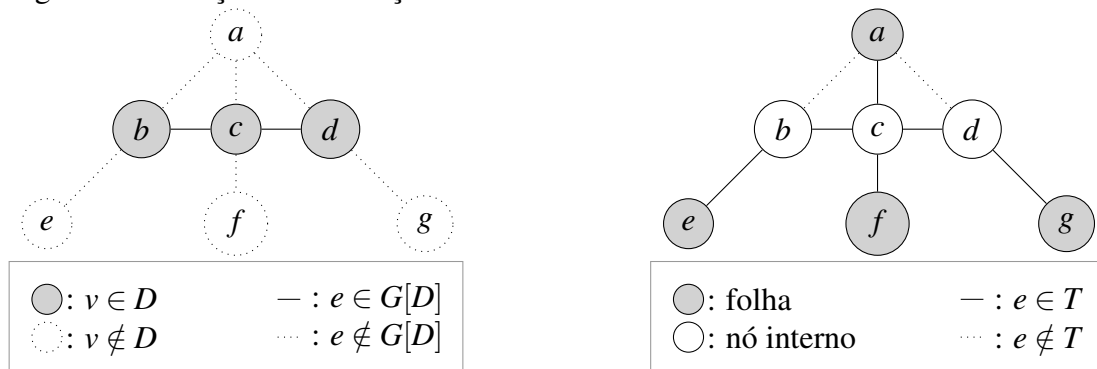 a a
b c d b c d
e f g e f g
: v ∈ D — : e ∈ G[D] : folha — : e ∈ T
: v ∉ D ····· : e ∉ G[D] : nó interno ····· : e ∉ T